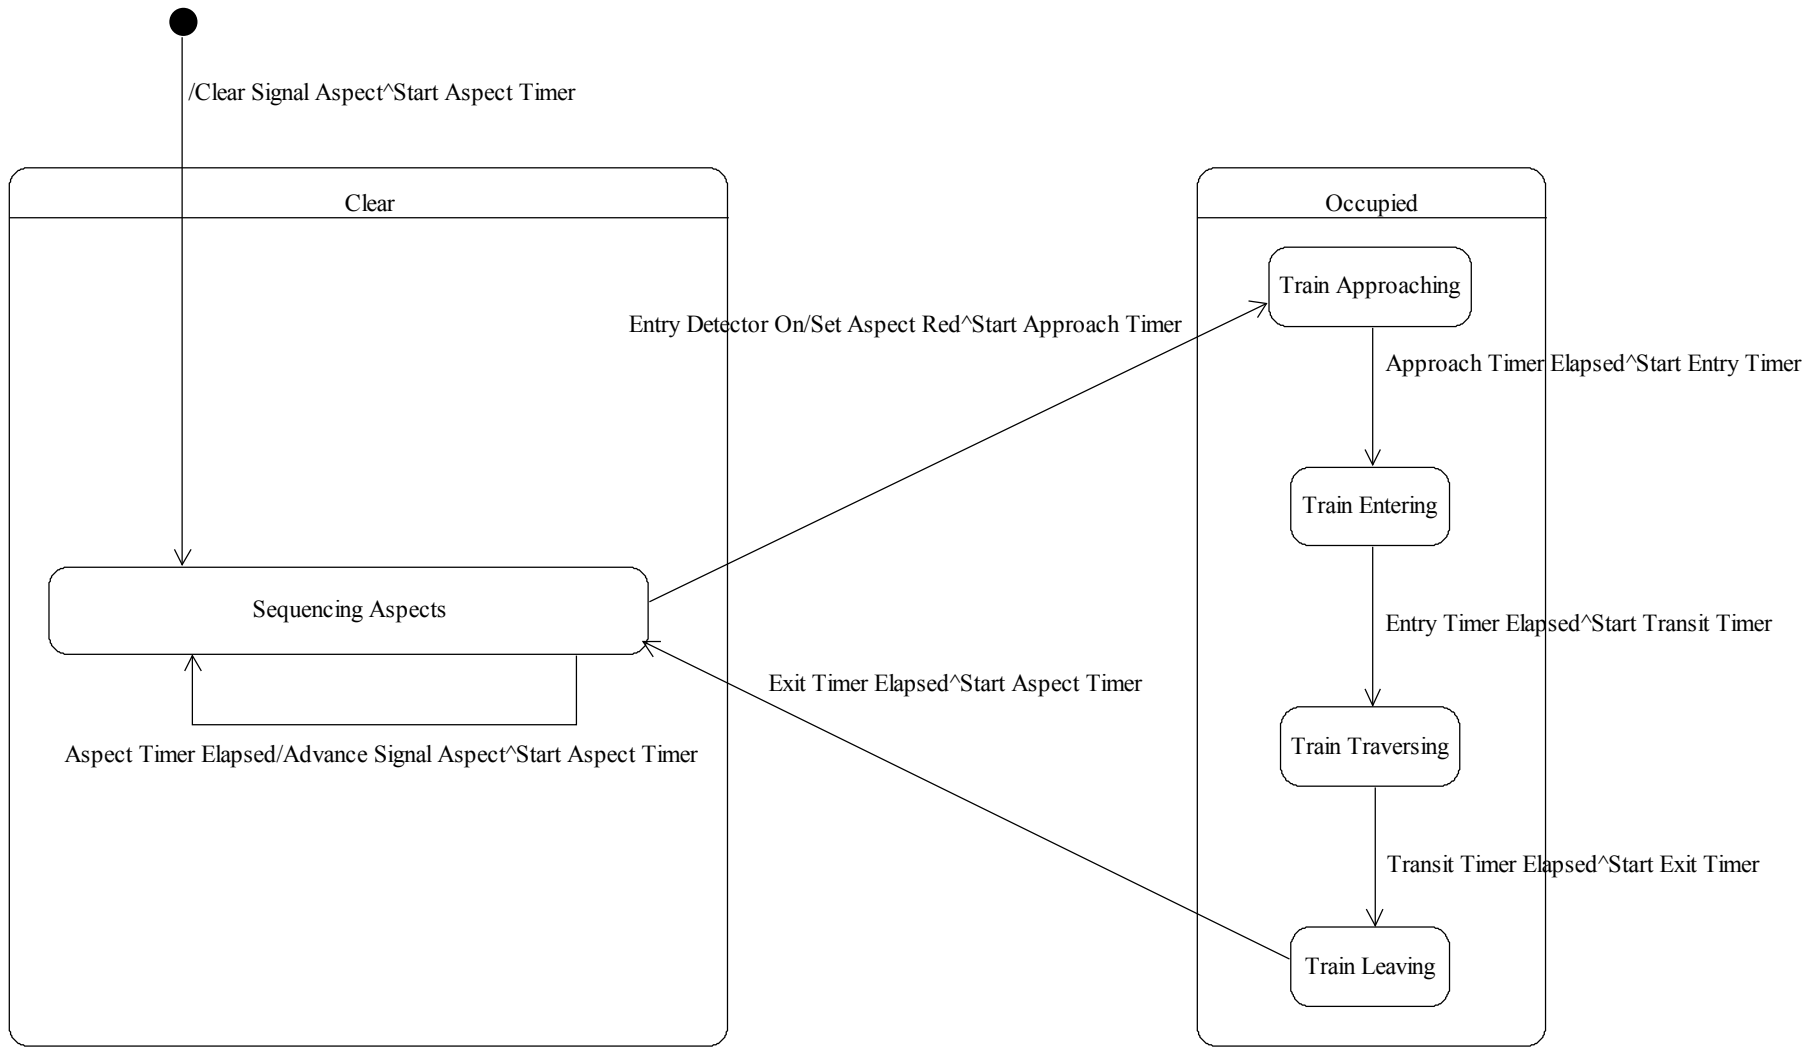 /Clear Signal Aspect^Start Aspect Timer
Clear
Occupied
Train Approaching
Entry Detector On/Set Aspect Red^Start Approach Timer
Approach Timer Elapsed^Start Entry Timer
Train Entering
Sequencing Aspects
Entry Timer Elapsed^Start Transit Timer
Exit Timer Elapsed^Start Aspect Timer
Aspect Timer Elapsed/Advance Signal Aspect^Start Aspect Timer
Train Traversing
Transit Timer Elapsed^Start Exit Timer
Train Leaving